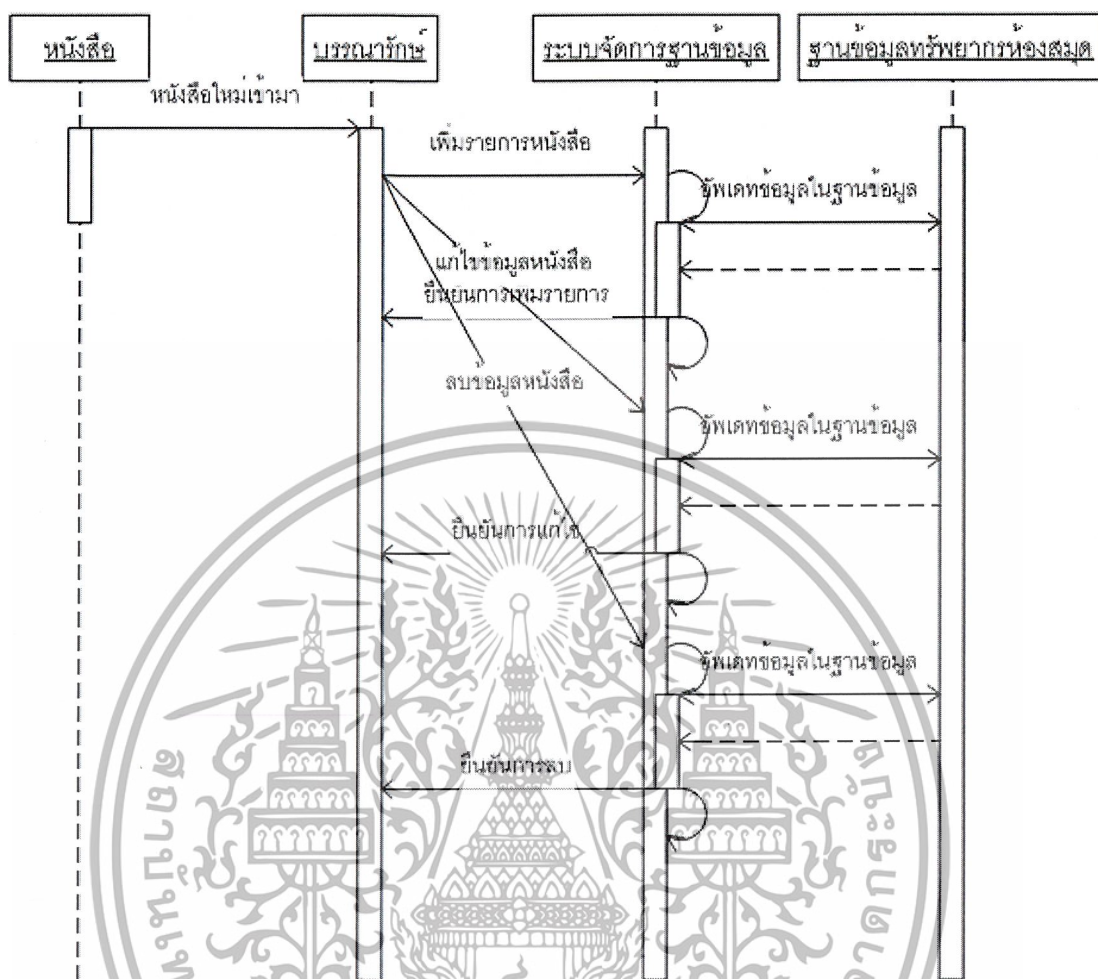 หนังสือ
บรรณารักษ์
ระบบจัดการฐานข้อมูล
ฐานข้อมูลทรัพยากรห้องสมุด
หนังสือใหม่เข้ามา
เพิ่มรายการหนังสือ
อัพเดทข้อมูลในฐานข้อมูล
แก้ไขข้อมูลหนังสือ
ยืนยันการเพิ่มรายการ
ลบข้อมูลหนังสือ
อัพเดทข้อมูลในฐานข้อมูล
ยืนยันการแก้ไข
อัพเดทข้อมูลในฐานข้อมูล
ยืนยันการลบ